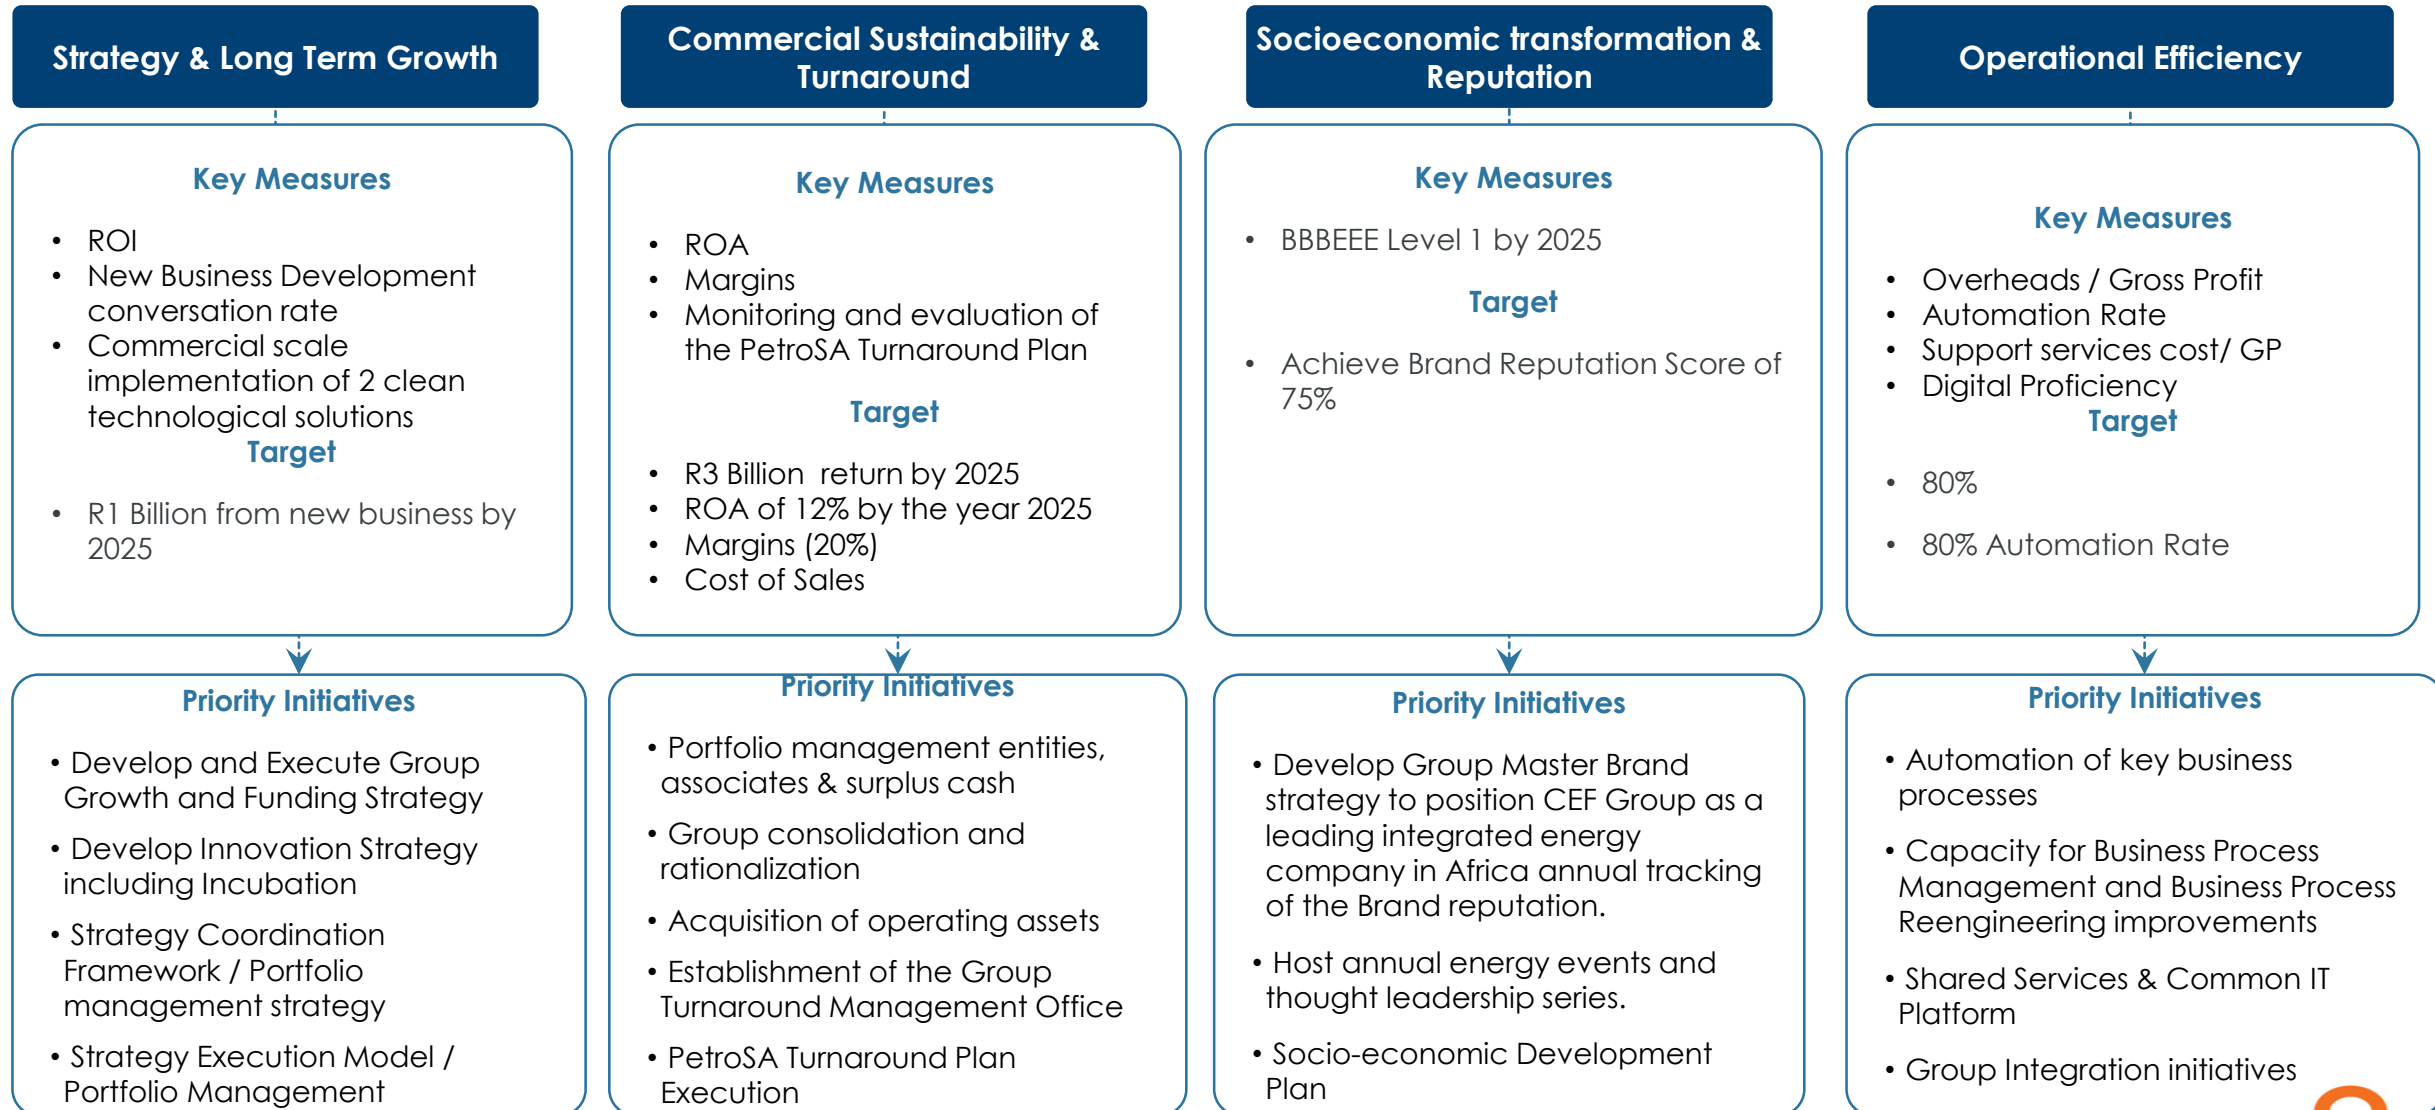 Strategy & Long Term Growth
Key Measures
• ROI
• New Business Development
conversation rate
• Commercial scale
implementation of 2 clean
technological solutions
Target
• R1 Billion from new business by
2025
Priority Initiatives
• Develop and Execute Group
Growth and Funding Strategy
• Develop Innovation Strategy
including Incubation
• Strategy Coordination
Framework / Portfolio
management strategy
• Strategy Execution Model /
Portfolio Management
Commercial Sustainability &
Turnaround
Key Measures
• ROA
• Margins
• Monitoring and evaluation of
the PetroSA Turnaround Plan
Target
• R3 Billion return by 2025
• ROA of 12% by the year 2025
• Margins (20%)
• Cost of Sales
Priority Initiatives
• Portfolio management entities,
associates & surplus cash
• Group consolidation and
rationalization
• Acquisition of operating assets
• Establishment of the Group
Turnaround Management Office
• PetroSA Turnaround Plan
Execution
Socioeconomic transformation &
Reputation
Key Measures
• BBBEEE Level 1 by 2025
Target
• Achieve Brand Reputation Score of
75%
Priority Initiatives
• Develop Group Master Brand
strategy to position CEF Group as a
leading integrated energy
company in Africa annual tracking
of the Brand reputation.
• Host annual energy events and
thought leadership series.
• Socio-economic Development
Plan
Operational Efficiency
Key Measures
• Overheads / Gross Profit
• Automation Rate
• Support services cost/ GP
• Digital Proficiency
Target
• 80%
• 80% Automation Rate
Priority Initiatives
• Automation of key business
processes
• Capacity for Business Process
Management and Business Process
Reengineering improvements
• Shared Services & Common IT
Platform
• Group Integration initiatives